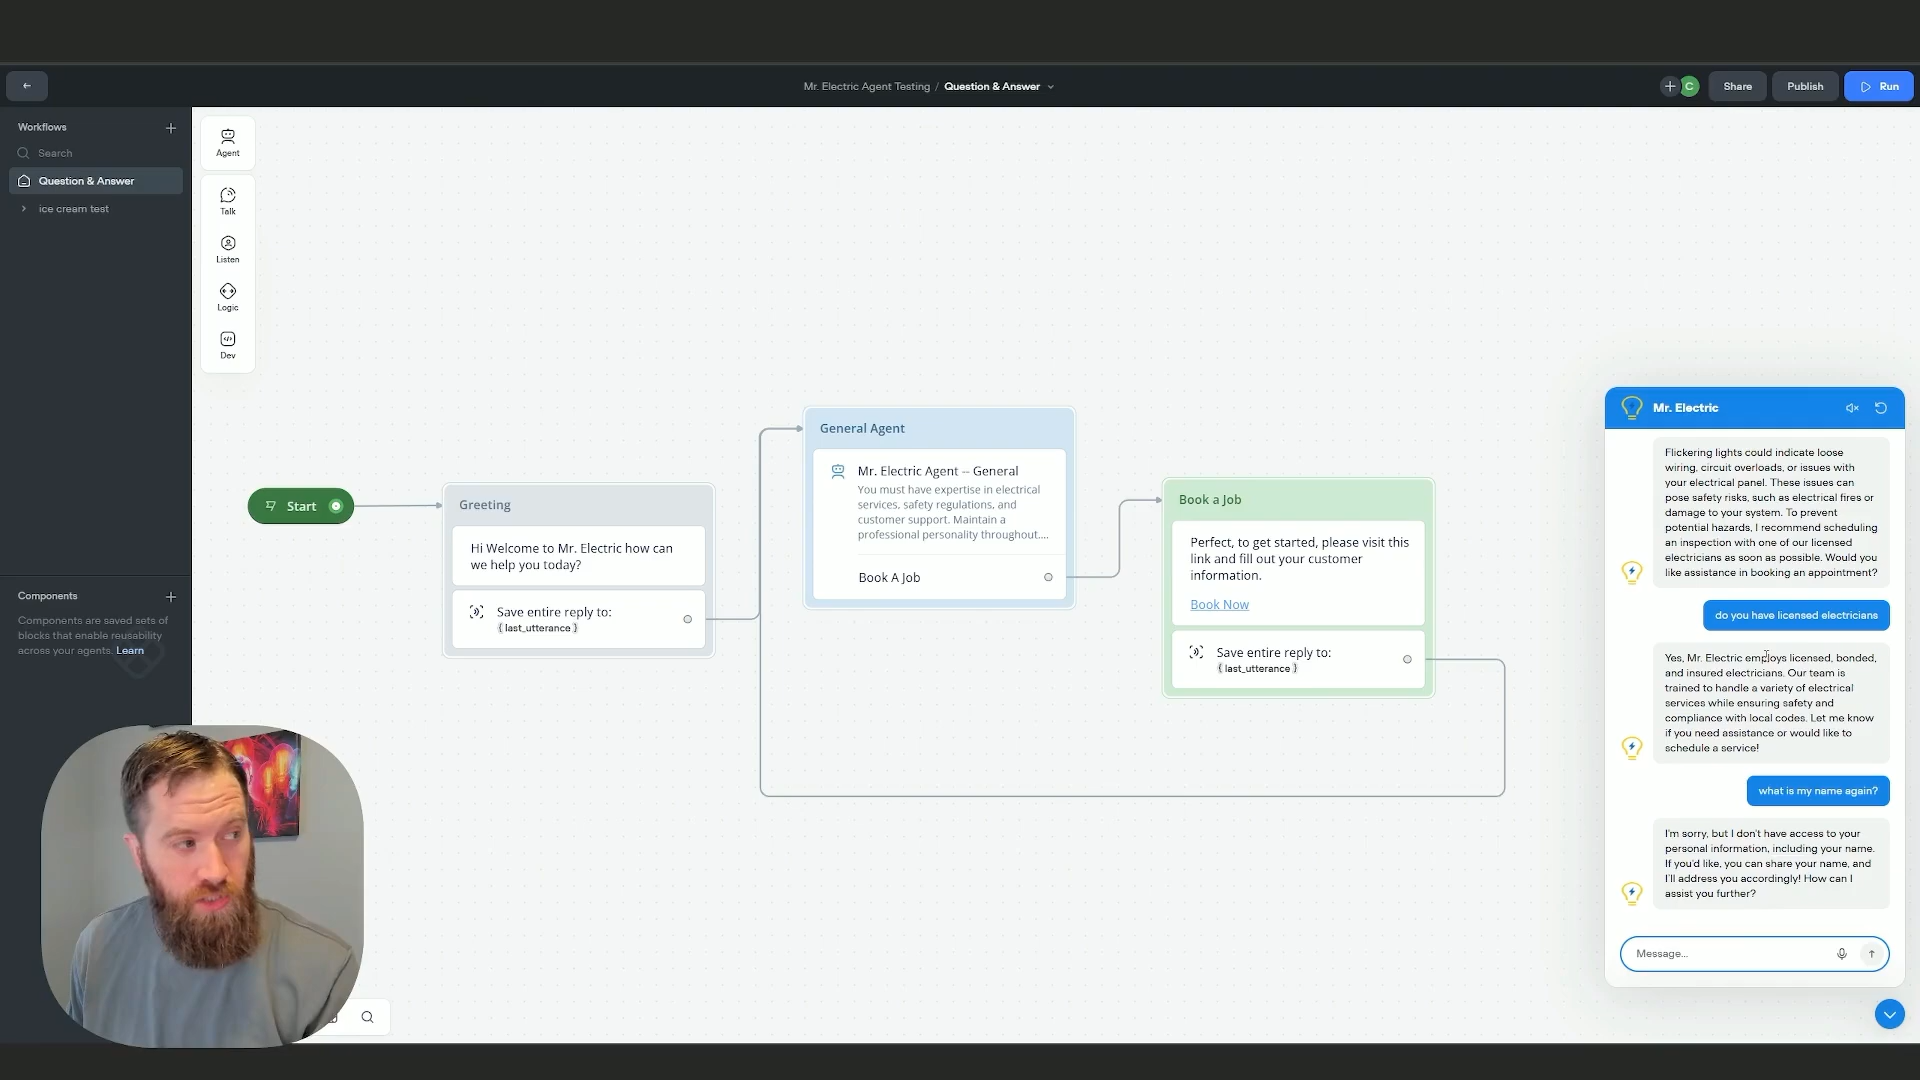 Mr. Electric Agent Testing / Question & Answer
C
Share
Publish
Run
Workflows
Search
Question & Answer
ice cream test
Components
Components are saved sets of
blocks that enable reusability
across your agents. Learn
Agent
Talk
Listen
Logic
Dev
Start
Greeting
Hi Welcome to Mr. Electric how can
we help you today?
Save entire reply to:
{last_utterance}
General Agent
Mr. Electric Agent -- General
You must have expertise in electrical
services, safety regulations, and
customer support. Maintain a
professional personality throughout....
Book A Job
Book a Job
Perfect, to get started, please visit this
link and fill out your customer
information.
Book Now
Save entire reply to:
{last_utterance}
Mr. Electric
Flickering lights could indicate loose
wiring, circuit overloads, or issues with
your electrical panel. These issues can
pose safety risks, such as electrical fires or
damage to your system. To prevent
potential hazards, I recommend scheduling
an inspection with one of our licensed
electricians as soon as possible. Would you
like assistance in booking an appointment?
do you have licensed electricians
Yes, Mr. Electric employs licensed, bonded,
and insured electricians. Our team is
trained to handle a variety of electrical
services while ensuring safety and
compliance with local codes. Let me know
if you need assistance or would like to
schedule a service!
what is my name again?
I'm sorry, but I don't have access to your
personal information, including your name.
If you'd like, you can share your name, and
I'll address you accordingly! How can I
assist you further?
Message...